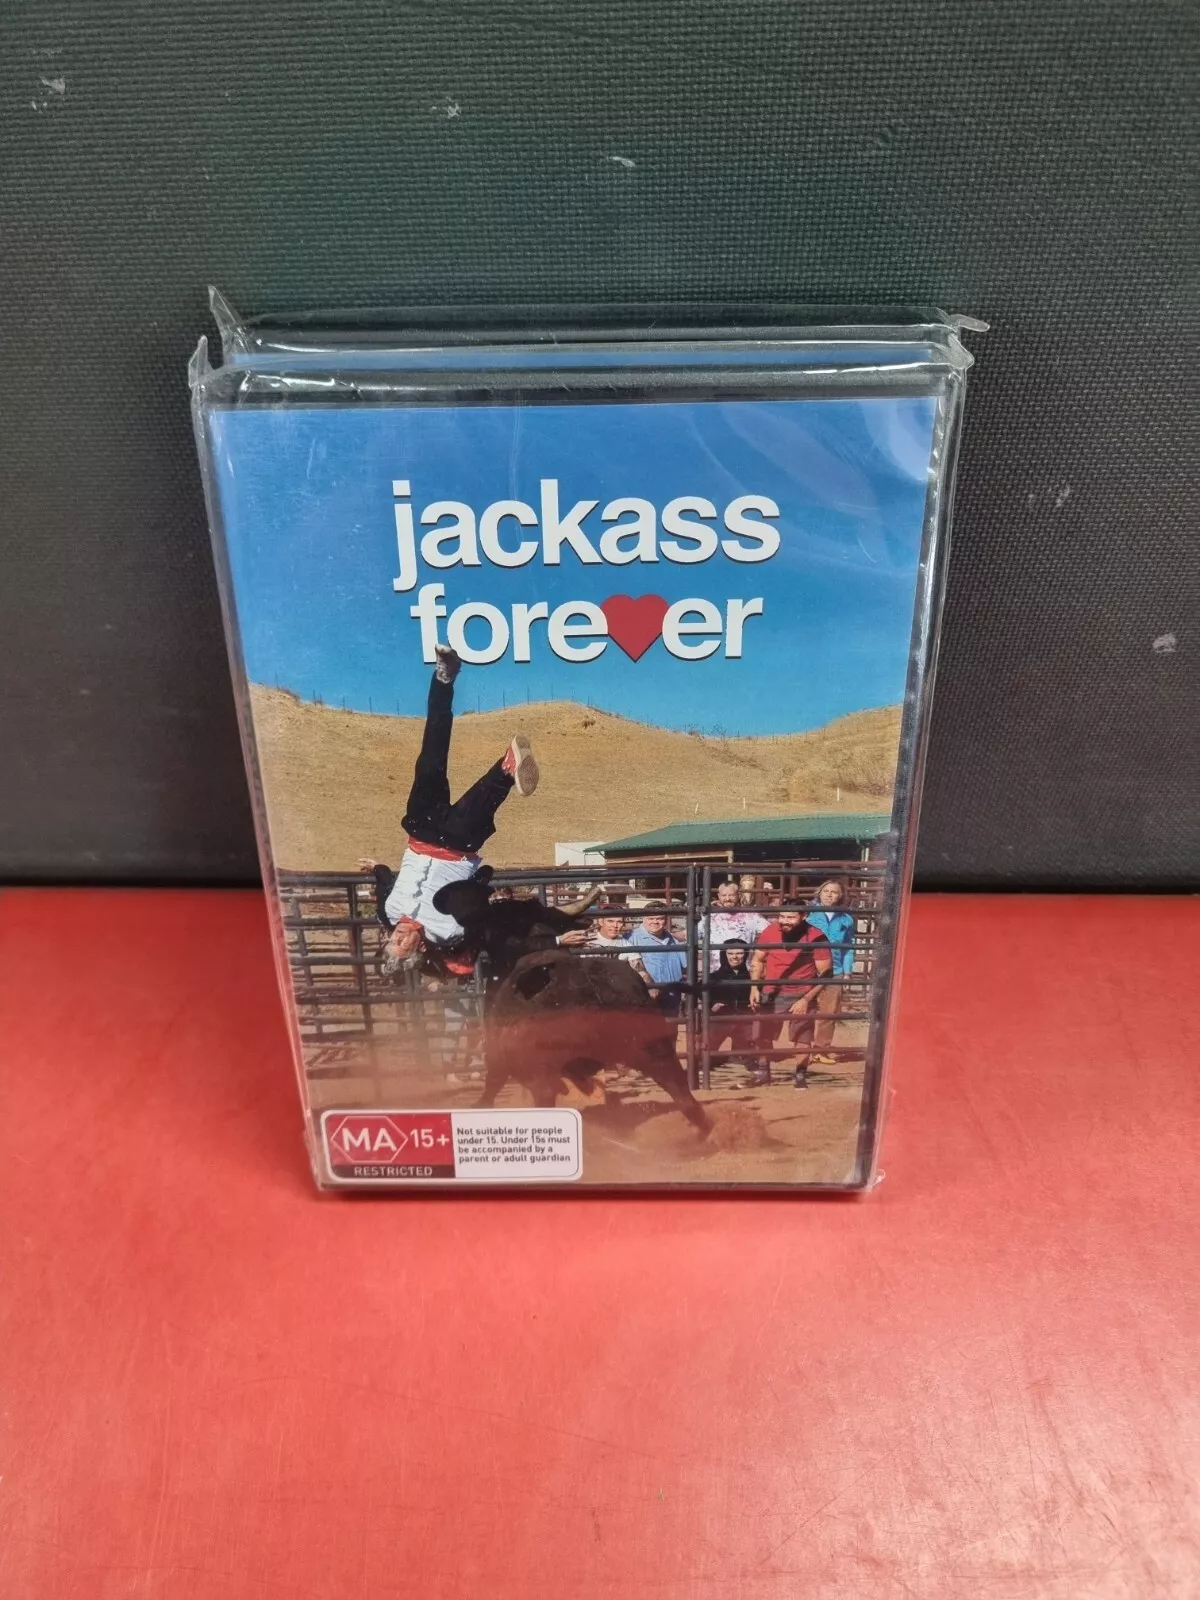 jackass
forever
MA 15+
RESTRICTED
Not suitable for people
under 15. Under 15s must
be accompanied by a
parent or adult guardian